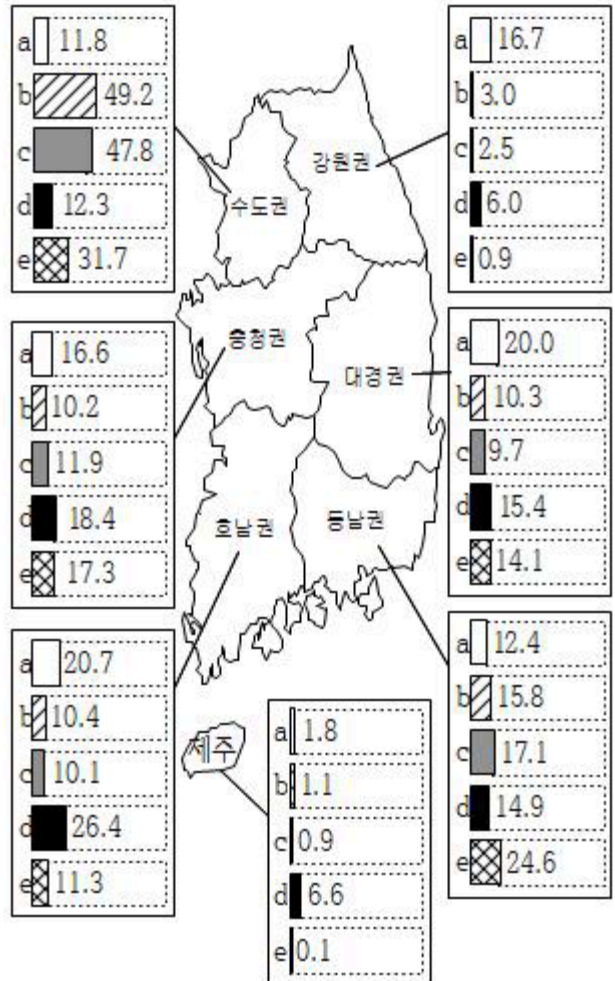 a 11.8
b 49.2
c 47.8
d 12.3
e 31.7
a 16.7
b 3.0
c 2.5
d 6.0
e 0.9
강원권
수도권
a 16.6
b 10.2
c 11.9
d 18.4
e 17.3
충청권
대경권
a 20.0
b 10.3
c 9.7
d 15.4
e 14.1
호남권
동남권
a 20.7
b 10.4
c 10.1
d 26.4
e 11.3
제주
a 1.8
b 1.1
c 0.9
d 6.6
e 0.1
a 12.4
b 15.8
c 17.1
d 14.9
e 24.6